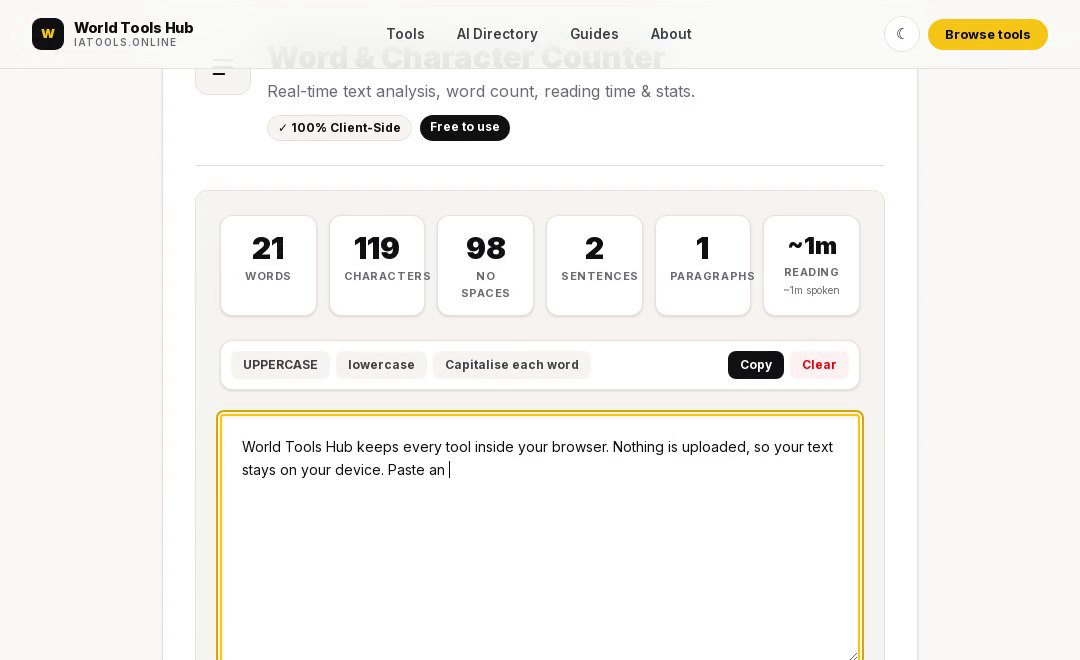 W
World Tools Hub
IATOOLS.ONLINE
Tools
AI Directory
Guides
About
☾
Browse tools
Word & Character Counter
Real-time text analysis, word count, reading time & stats.
✓ 100% Client-Side
Free to use
21
WORDS
119
CHARACTERS
98
NO
SPACES
2
SENTENCES
1
PARAGRAPHS
~1m
READING
~1m spoken
UPPERCASE
lowercase
Capitalise each word
Copy
Clear
World Tools Hub keeps every tool inside your browser. Nothing is uploaded, so your text
stays on your device. Paste an